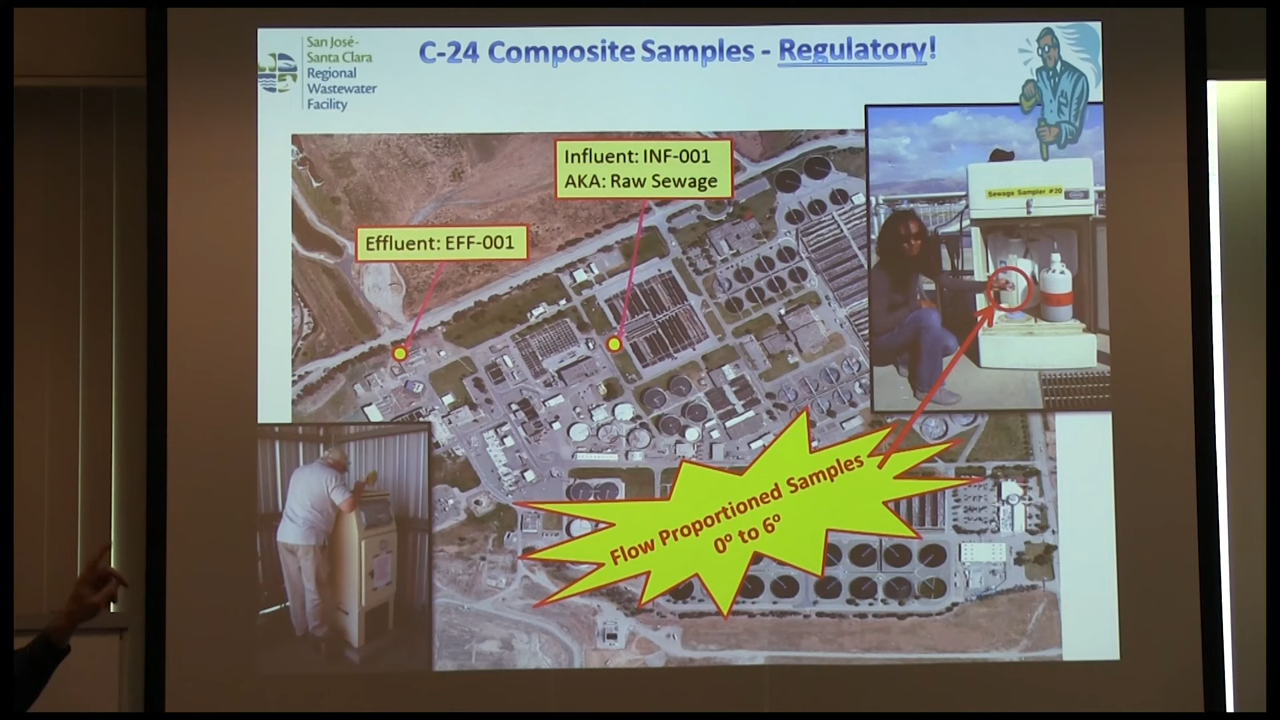 San José-
Santa Clara
Regional
Wastewater
Facility
C-24 Composite Samples - Regulatory!
Influent: INF-001
AKA: Raw Sewage
Effluent: EFF-001
Sewage Sampler #20
Flow Proportioned Samples
0º to 6º